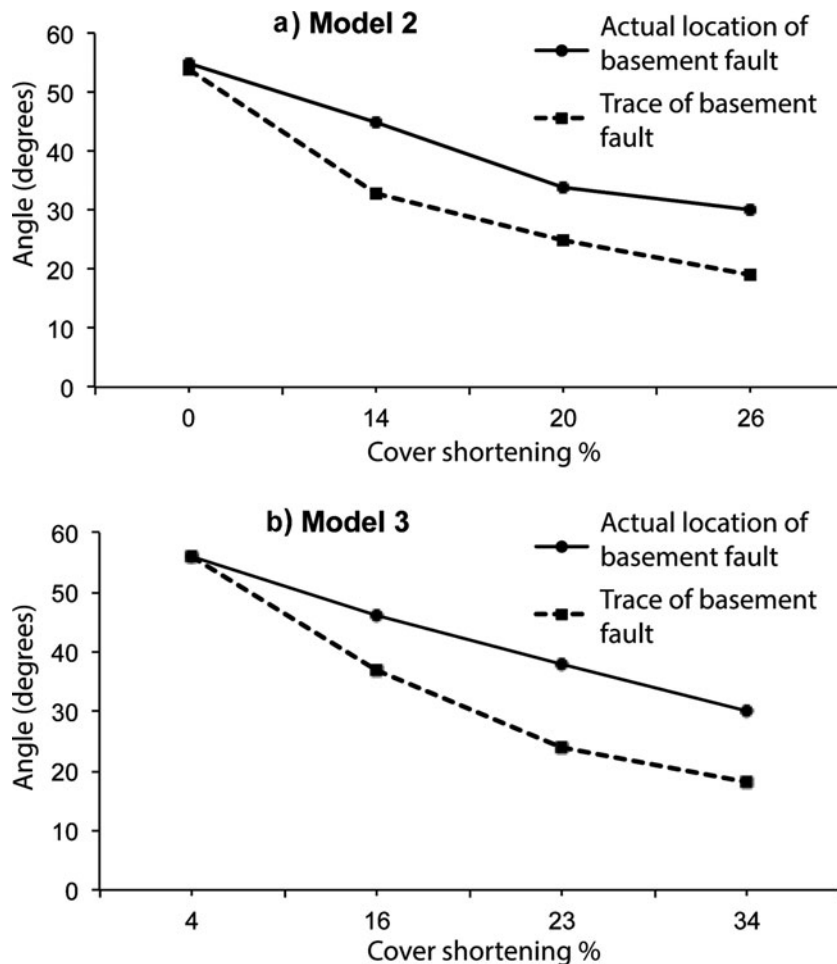 a) Model 2
Actual location of
basement fault
Trace of basement
fault
Angle (degrees)
60
50
40
30
20
10
0
0 14 20 26
Cover shortening %
b) Model 3
Actual location of
basement fault
Trace of basement
fault
Angle (degrees)
60
50
40
30
20
10
0
4 16 23 34
Cover shortening %